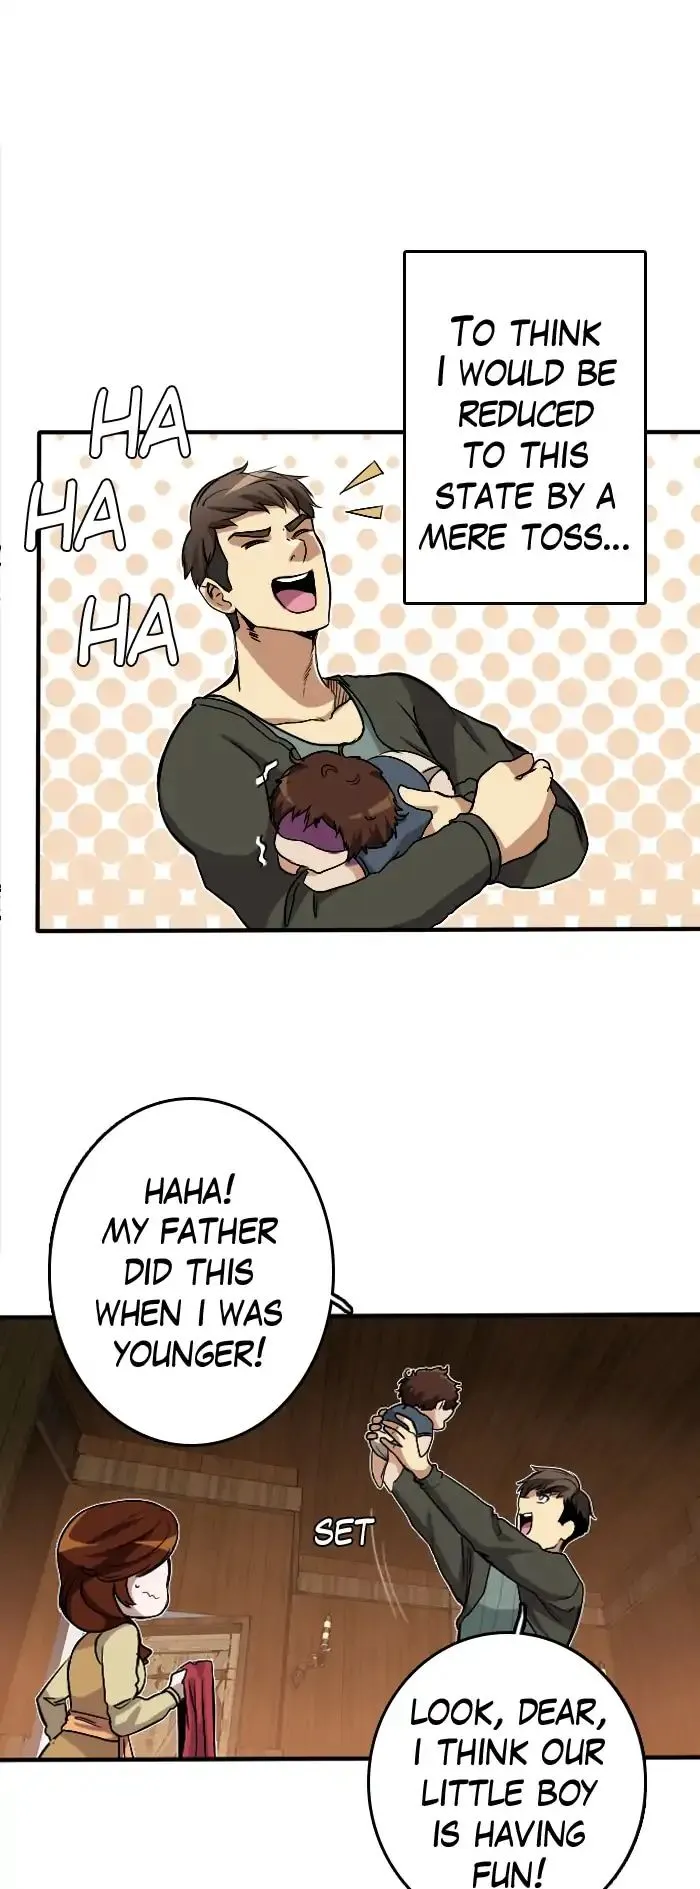 TO THINK
I WOULD BE
REDUCED
TO THIS
STATE BY A
MERE TOSS...
HA
HA
HA
HAHA!
MY FATHER
DID THIS
WHEN I WAS
YOUNGER!
SET
LOOK, DEAR,
I THINK OUR
LITTLE BOY
IS HAVING
FUN!